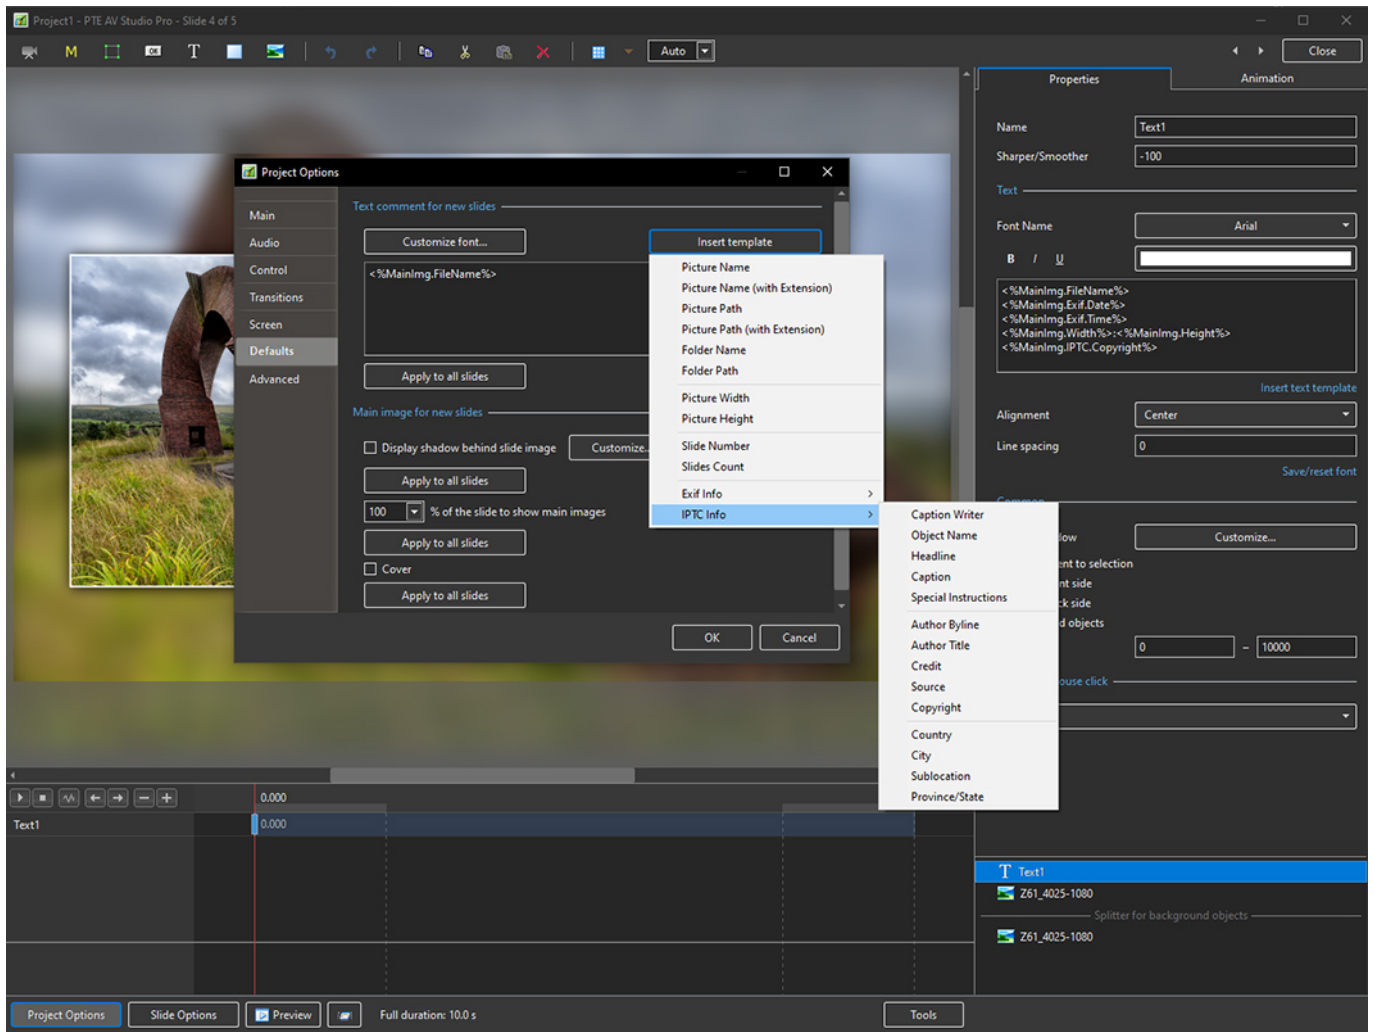 Project1 - PTE AV Studio Pro - Slide 4 of 5
M
OK
T
Auto
Close
Properties
Animation
Name
Text1
Sharper/Smoother
-100
Text
Font Name
Arial
B I U
<%MainImg.FileName%>
<%MainImg.Exif.Date%>
<%MainImg.Exif.Time%>
<%MainImg.Width%>:<%MainImg.Height%>
<%MainImg.IPTC.Copyright%>
Insert text template
Alignment
Center
Line spacing
0
Save/reset font
Common
low
Customize...
ent to selection
nt side
ck side
d objects
0 - 10000
ouse click
Project Options
Main
Audio
Control
Transitions
Screen
Defaults
Advanced
Text comment for new slides
Customize font...
Insert template
<%MainImg.FileName%>
Apply to all slides
Main image for new slides
Display shadow behind slide image
Customize..
Apply to all slides
100
% of the slide to show main images
Apply to all slides
Cover
Apply to all slides
OK
Cancel
Picture Name
Picture Name (with Extension)
Picture Path
Picture Path (with Extension)
Folder Name
Folder Path
Picture Width
Picture Height
Slide Number
Slides Count
Exif Info
IPTC Info
Caption Writer
Object Name
Headline
Caption
Special Instructions
Author Byline
Author Title
Credit
Source
Copyright
Country
City
Sublocation
Province/State
0.000
Text1
0.000
T Text1
Z61_4025-1080
Splitter for background objects
Z61_4025-1080
Project Options
Slide Options
Preview
Full duration: 10.0 s
Tools